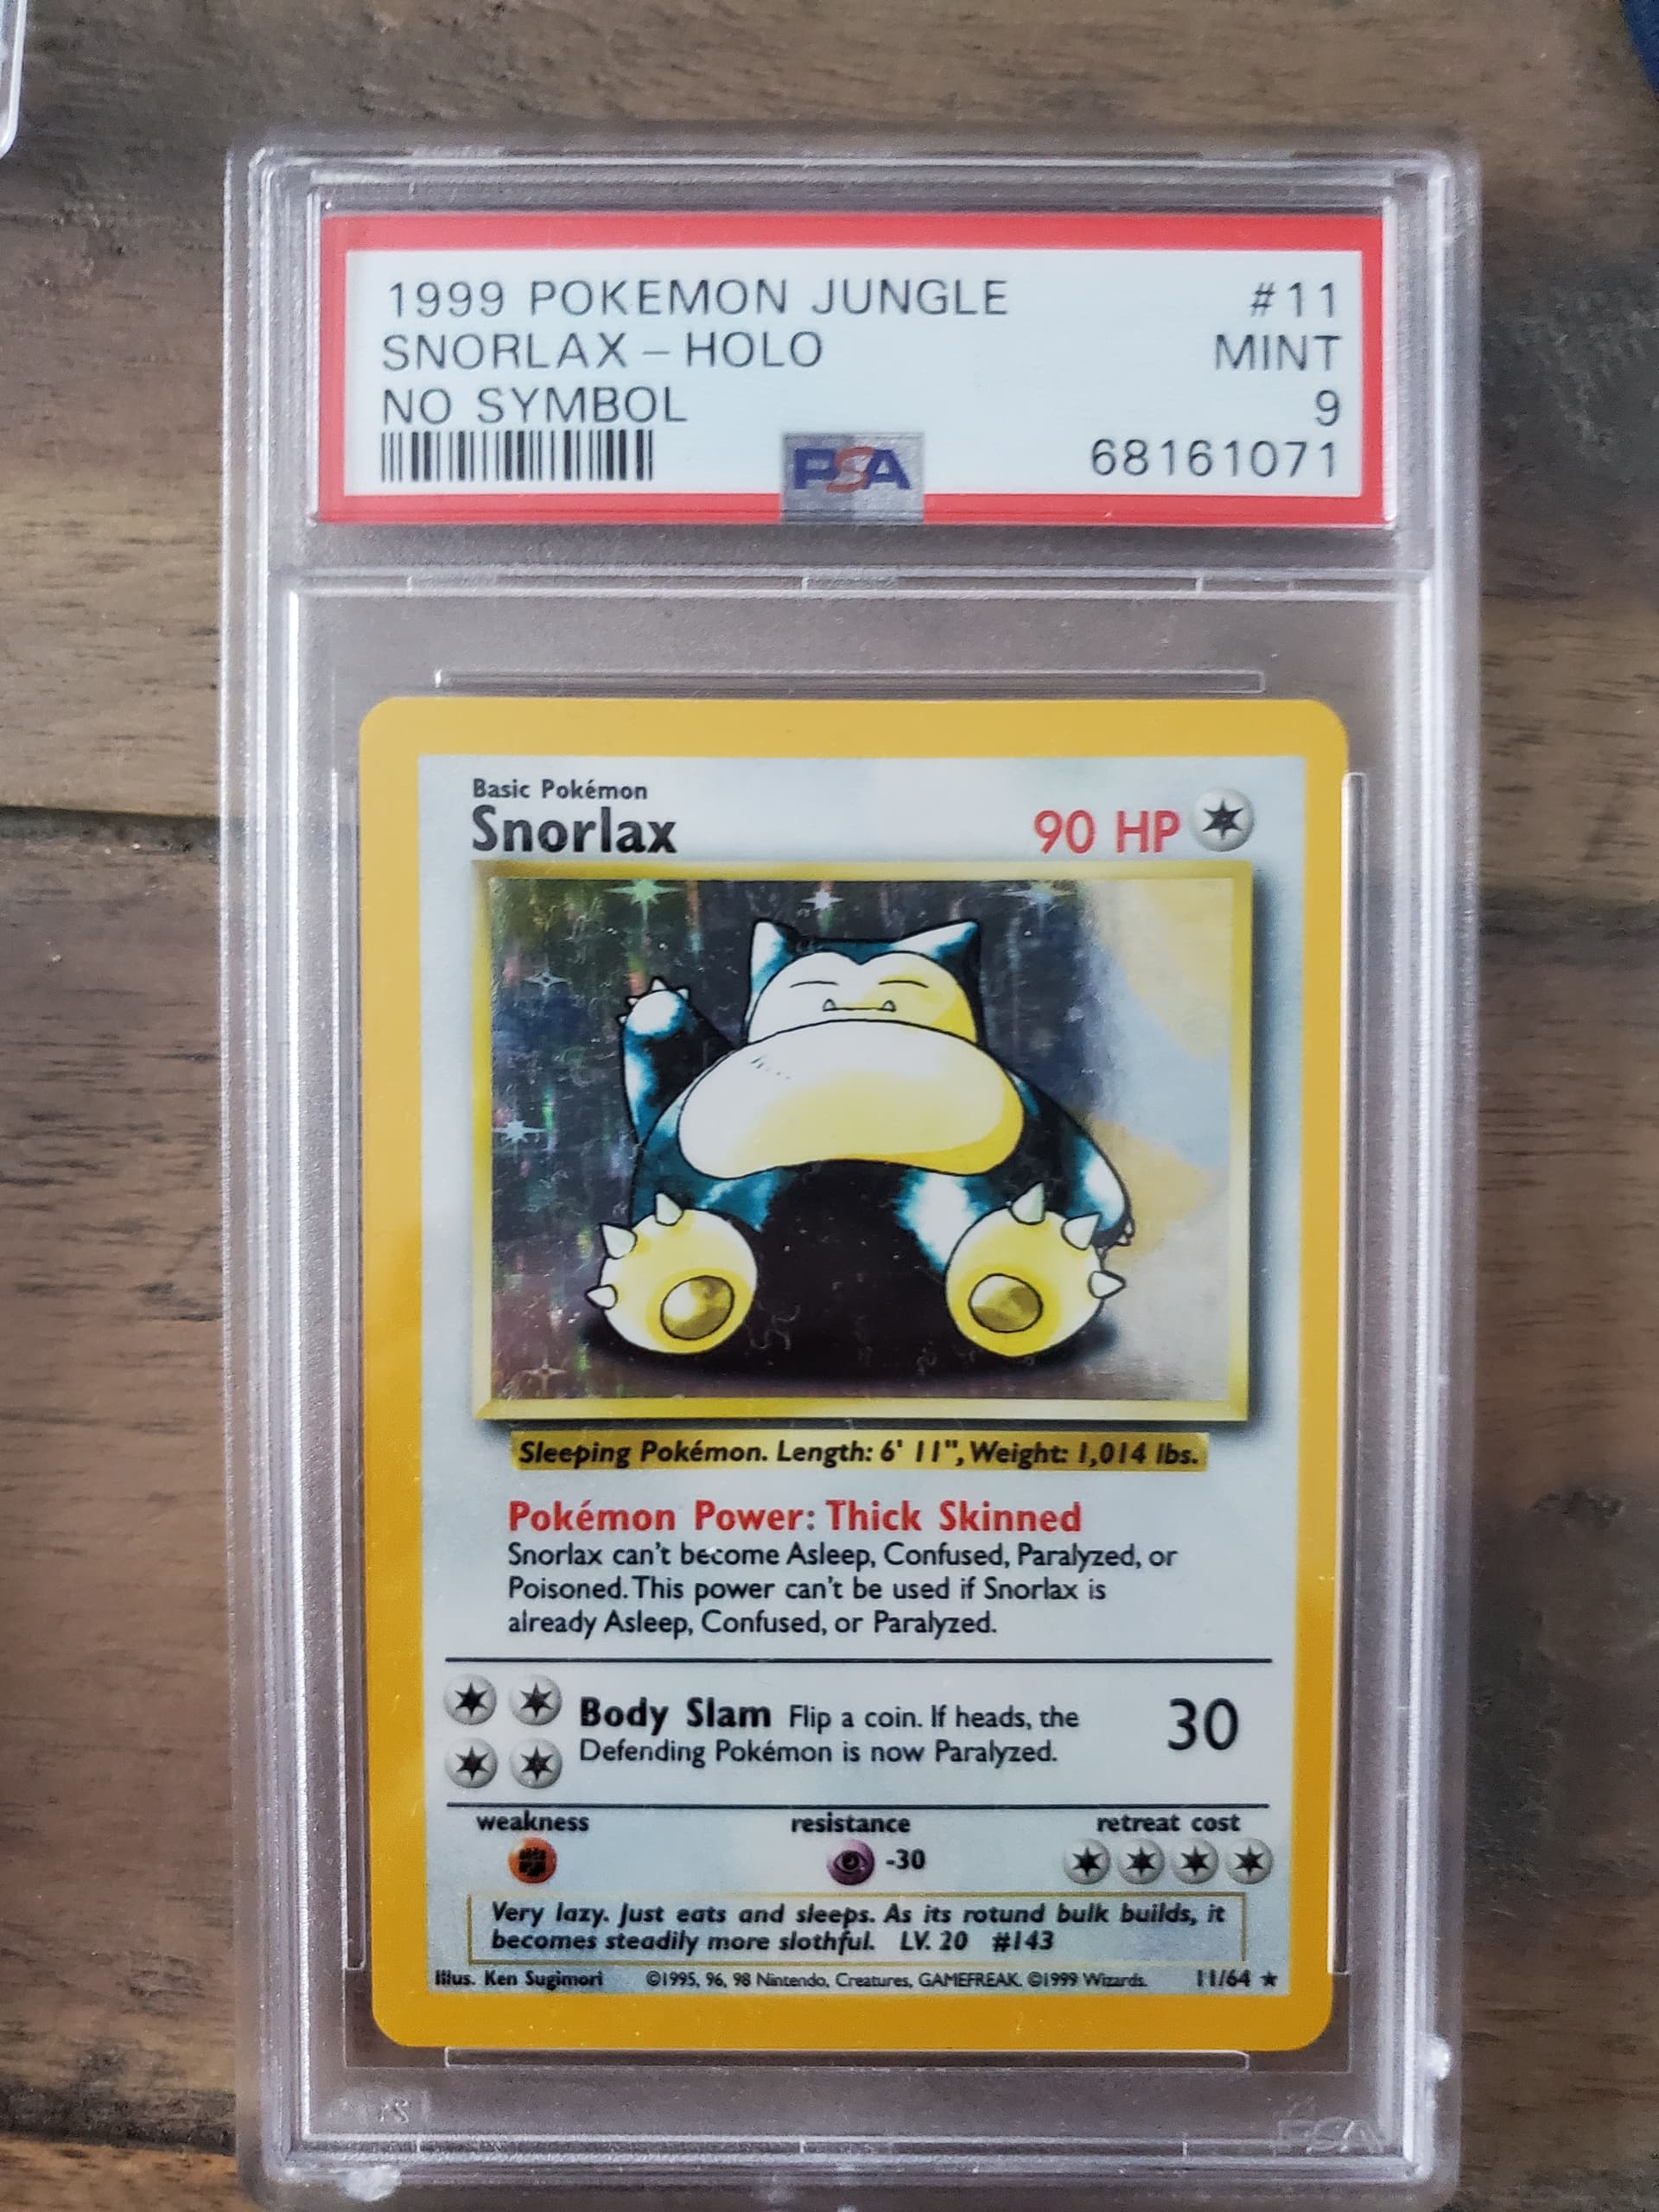 1999 POKEMON JUNGLE #11
SNORLAX – HOLO MINT
NO SYMBOL 9
PSA 68161071
Basic Pokémon
Snorlax 90 HP
Sleeping Pokémon. Length: 6' 11", Weight: 1,014 lbs.
Pokémon Power: Thick Skinned
Snorlax can't become Asleep, Confused, Paralyzed, or
Poisoned. This power can't be used if Snorlax is
already Asleep, Confused, or Paralyzed.
Body Slam Flip a coin. If heads, the
Defending Pokémon is now Paralyzed.
30
weakness resistance retreat cost
-30
Very lazy. Just eats and sleeps. As its rotund bulk builds, it
becomes steadily more slothful. LV. 20 #143
Illus. Ken Sugimori ©1995, 96, 98 Nintendo, Creatures, GAMEFREAK. ©1999 Wizards. 11/64 ★
PSA